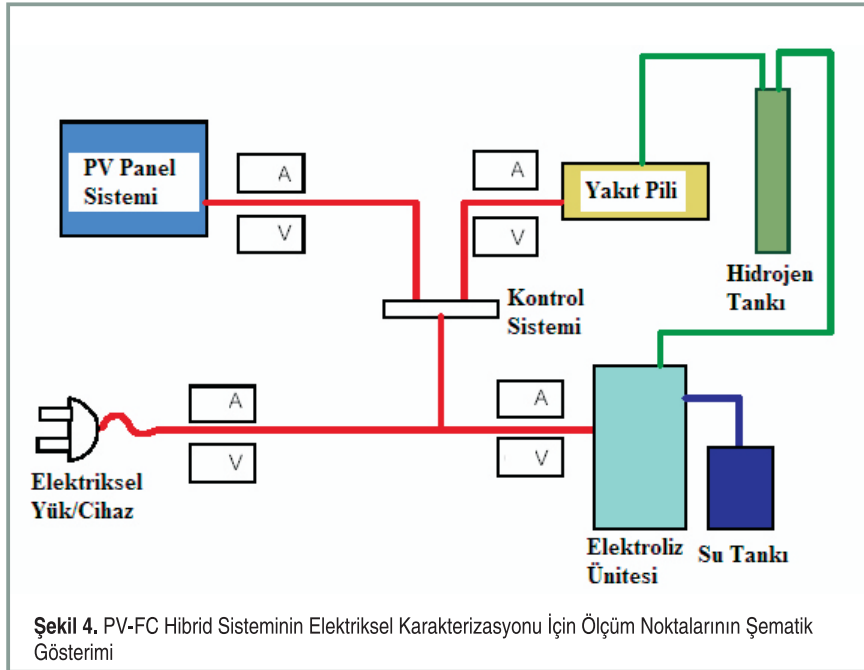 PV Panel
Sistemi
A
V
A
V
Yakıt Pili
Hidrojen
Tankı
Kontrol
Sistemi
A
V
A
V
Elektriksel
Yük/Cihaz
Elektroliz
Ünitesi
Su Tankı
Şekil 4. PV-FC Hibrid Sisteminin Elektriksel Karakterizasyonu İçin Ölçüm Noktalarının Şematik
Gösterimi